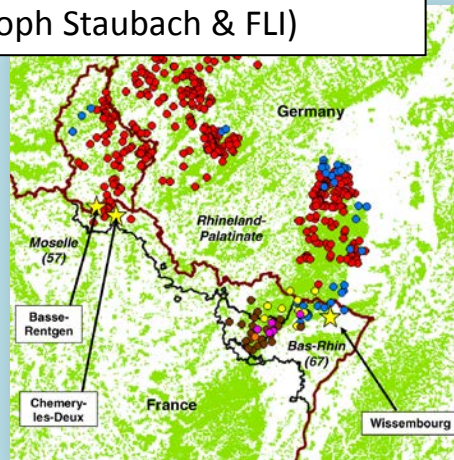 oph Staubach & FLI)
Germany
Rhineland-
Palatinate
Moselle
(57)
Basse-
Rentgen
Bas-Rhin
(67)
Chemery-
les-Deux
France
Wissembourg